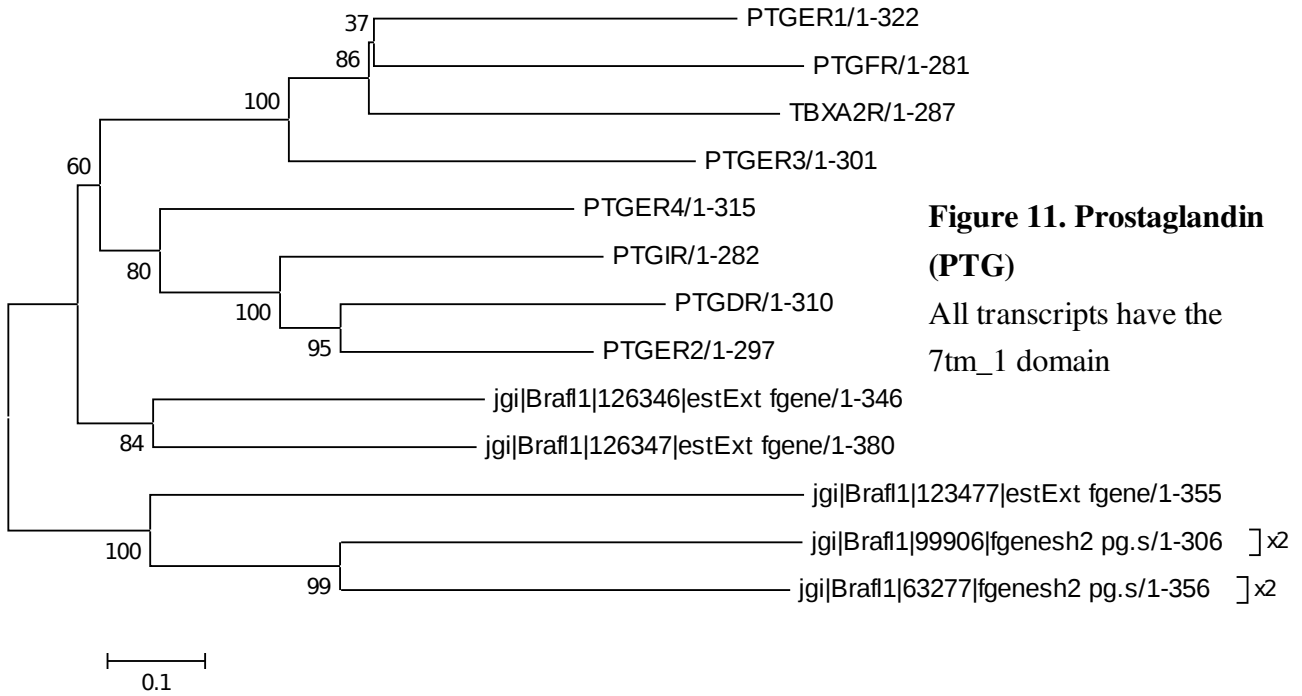 37
PTGER1/1-322
86
PTGFR/1-281
100
TBXA2R/1-287
60
PTGER3/1-301
PTGER4/1-315
80
PTGIR/1-282
100
PTGDR/1-310
95
PTGER2/1-297
jgi|Brafl1|126346|estExt fgene/1-346
84
jgi|Brafl1|126347|estExt fgene/1-380
jgi|Brafl1|123477|estExt fgene/1-355
100
jgi|Brafl1|99906|fgenesh2 pg.s/1-306 ]x2
99
jgi|Brafl1|63277|fgenesh2 pg.s/1-356 ]x2
0.1
Figure 11. Prostaglandin
(PTG)
All transcripts have the
7tm_1 domain